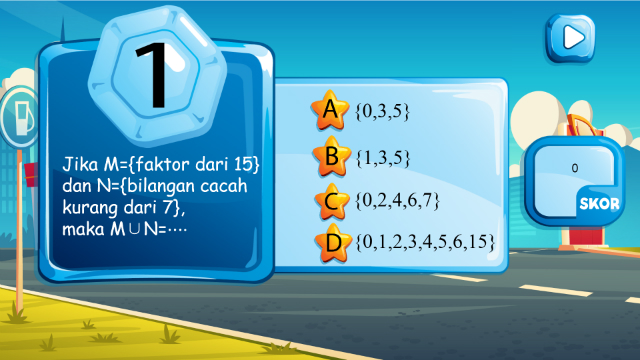 1
Jika M={faktor dari 15}
dan N={bilangan cacah
kurang dari 7},
maka M∪N=....
A {0,3,5}
B {1,3,5}
C {0,2,4,6,7}
D {0,1,2,3,4,5,6,15}
0
SKOR